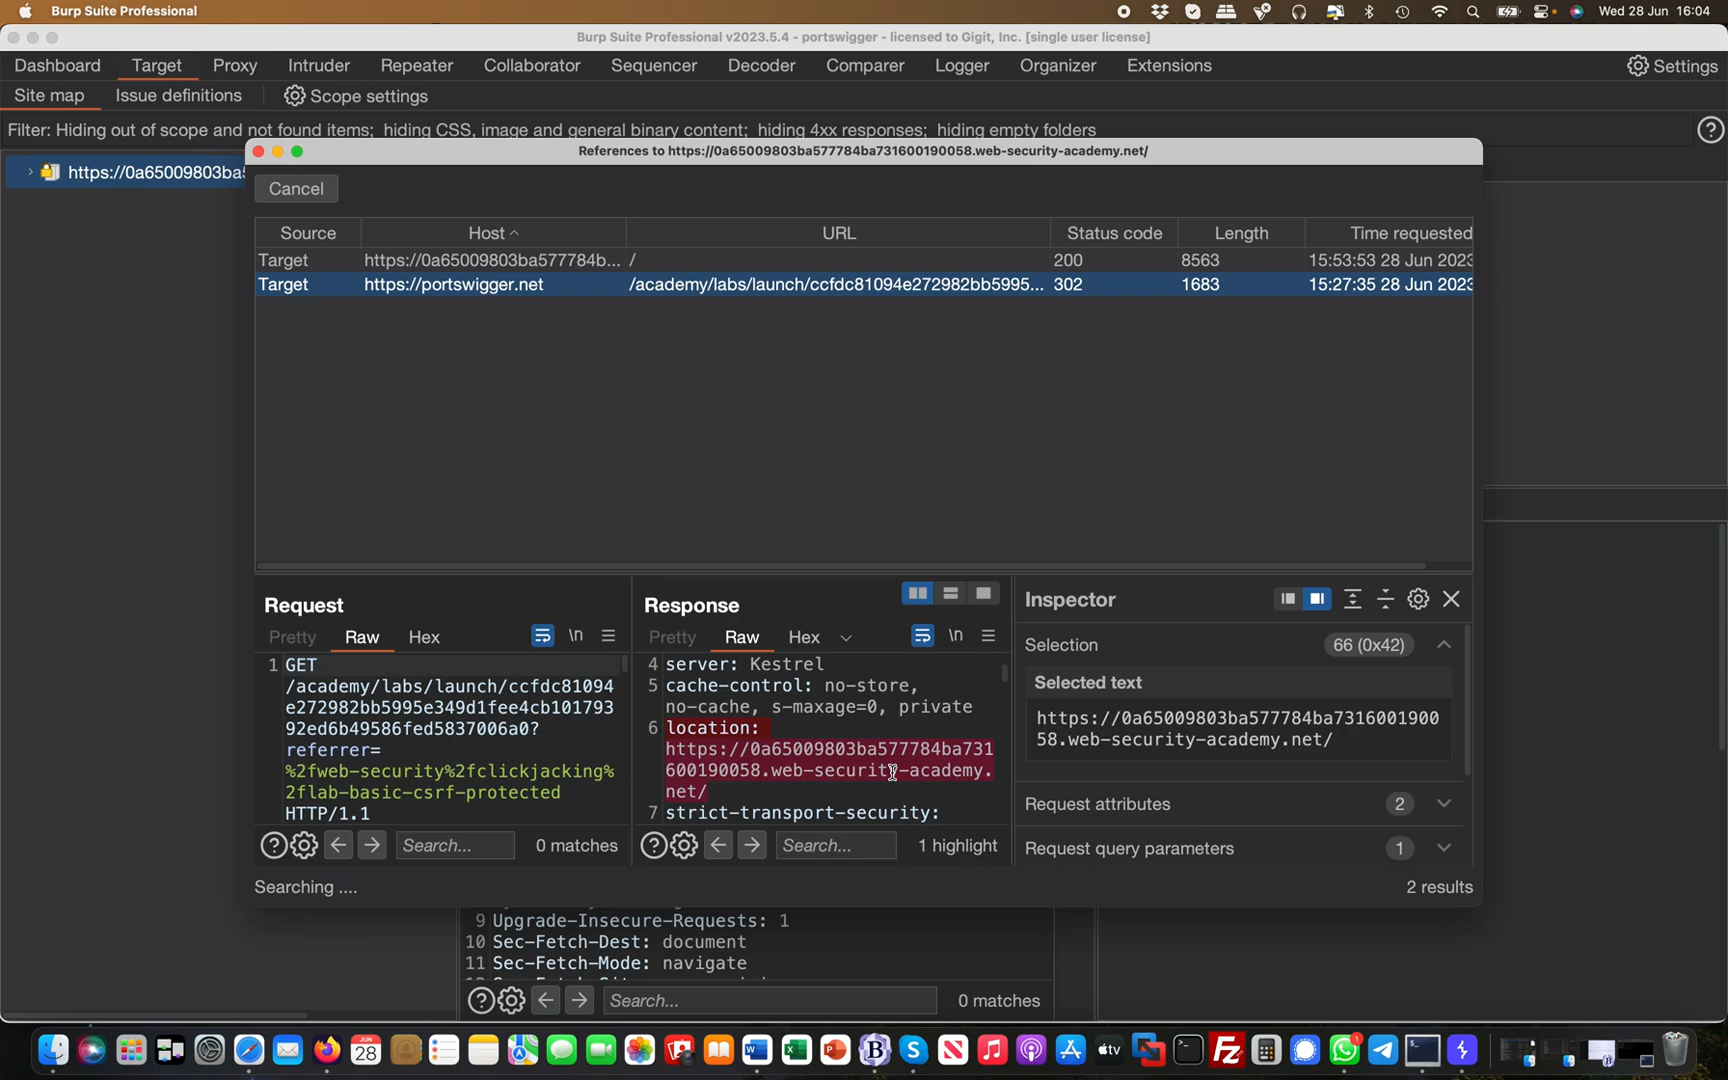 Burp Suite Professional
Wed 28 Jun 16:04
Burp Suite Professional v2023.5.4 - portswigger - licensed to Gigit, Inc. [single user license]
Dashboard Target Proxy Intruder Repeater Collaborator Sequencer Decoder Comparer Logger Organizer Extensions Settings
Site map Issue definitions Scope settings
Filter: Hiding out of scope and not found items; hiding CSS, image and general binary content; hiding 4xx responses; hiding empty folders
References to https://0a65009803ba577784ba731600190058.web-security-academy.net/
https://0a65009803ba5
Cancel
Source Host URL Status code Length Time requested
Target https://0a65009803ba577784b... / 200 8563 15:53:53 28 Jun 2023
Target https://portswigger.net /academy/labs/launch/ccfdc81094e272982bb5995... 302 1683 15:27:35 28 Jun 2023
Request
Pretty Raw Hex \n
1 GET
/academy/labs/launch/ccfdc81094
e272982bb5995e349d1fee4cb101793
92ed6b49586fed5837006a0?
referrer=
%2fweb-security%2fclickjacking%
2flab-basic-csrf-protected
HTTP/1.1
Search... 0 matches
Response
Pretty Raw Hex \n
4 server: Kestrel
5 cache-control: no-store,
no-cache, s-maxage=0, private
6 location:
https://0a65009803ba577784ba731
600190058.web-security-academy.
net/
7 strict-transport-security:
Search... 1 highlight
Inspector
Selection 66 (0x42)
Selected text
https://0a65009803ba577784ba7316001900
58.web-security-academy.net/
Request attributes 2
Request query parameters 1
Searching .... 2 results
9 Upgrade-Insecure-Requests: 1
10 Sec-Fetch-Dest: document
11 Sec-Fetch-Mode: navigate
Search... 0 matches
JUN
28
tv
1